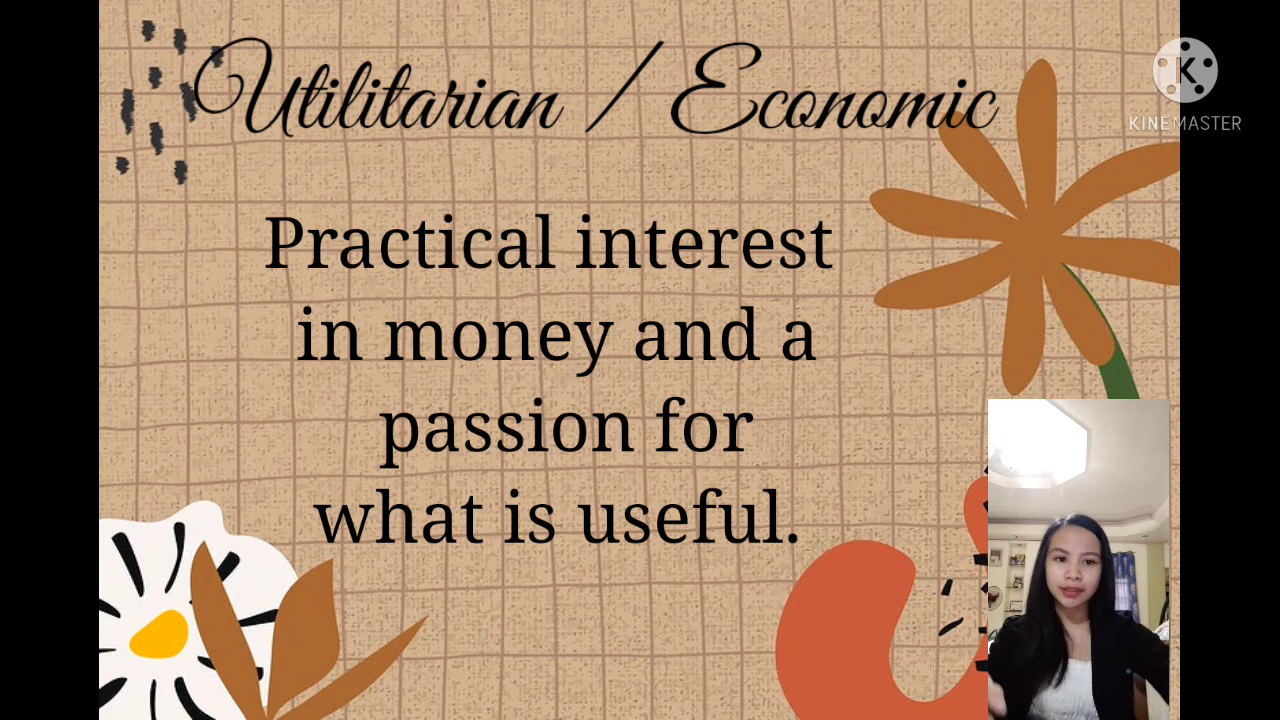 Utilitarian / Economic
KINEMASTER
Practical interest
in money and a
passion for
what is useful.